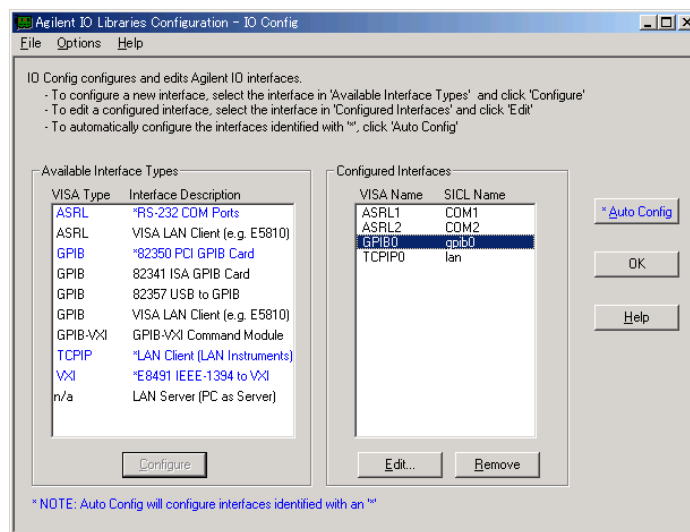 Agilent IO Libraries Configuration - IO Config
File Options Help
IO Config configures and edits Agilent IO interfaces.
- To configure a new interface, select the interface in 'Available Interface Types' and click 'Configure'
- To edit a configured interface, select the interface in 'Configured Interfaces' and click 'Edit'
- To automatically configure the interfaces identified with '*', click 'Auto Config'
Available Interface Types
VISA Type Interface Description
ASRL *RS-232 COM Ports
ASRL VISA LAN Client (e.g. E5810)
GPIB *82350 PCI GPIB Card
GPIB 82341 ISA GPIB Card
GPIB 82357 USB to GPIB
GPIB VISA LAN Client (e.g. E5810)
GPIB-VXI GPIB-VXI Command Module
TCPIP *LAN Client (LAN Instruments)
VXI *E8491 IEEE-1394 to VXI
n/a LAN Server (PC as Server)
Configure
Configured Interfaces
VISA Name SICL Name
ASRL1 COM1
ASRL2 COM2
GPIB0 gpib0
TCPIP0 lan
Edit... Remove
* Auto Config
OK
Help
* NOTE: Auto Config will configure interfaces identified with an '*'